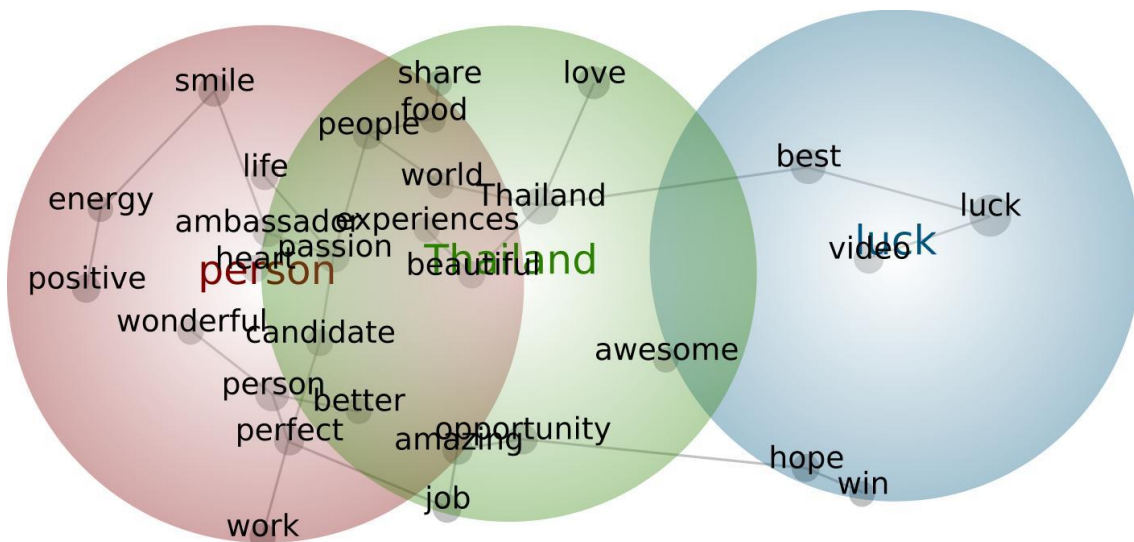 smile
share
love
food
people
life
world
best
energy
Thailand
luck
ambassador
experiences
passion
luck
video
heart
person
Thailand
beautiful
positive
wonderful
candidate
awesome
person
better
perfect
amazing
opportunity
hope
win
job
work